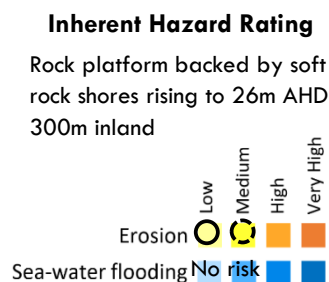 Inherent Hazard Rating
Rock platform backed by soft
rock shores rising to 26m AHD
300m inland
Low
Medium
High
Very High
Erosion
Sea-water flooding No risk